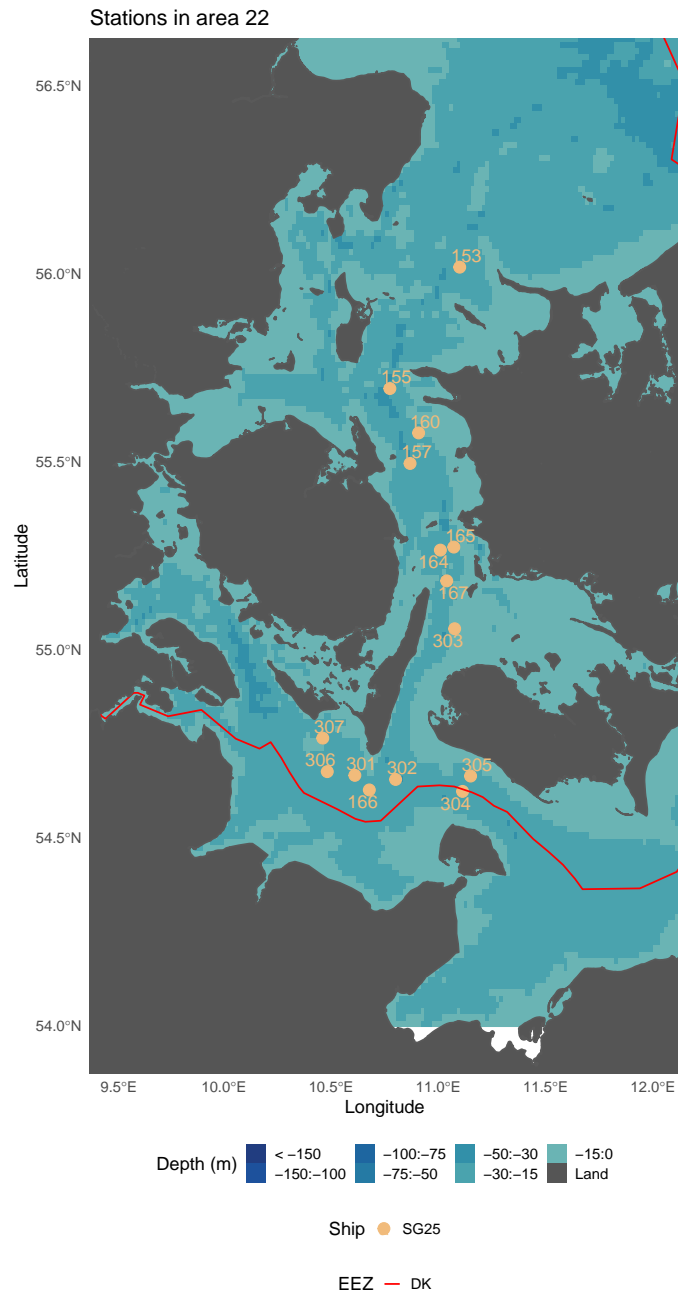 Stations in area 22
56.5°N
56.0°N
55.5°N
55.0°N
54.5°N
54.0°N
Latitude
153
155
160
157
165
164
167
303
307
306
301
302
305
166
304
9.5°E 10.0°E 10.5°E 11.0°E 11.5°E 12.0°E
Longitude
Depth (m) < −150 −100:−75 −50:−30 −15:0
−150:−100 −75:−50 −30:−15 Land
Ship SG25
EEZ DK